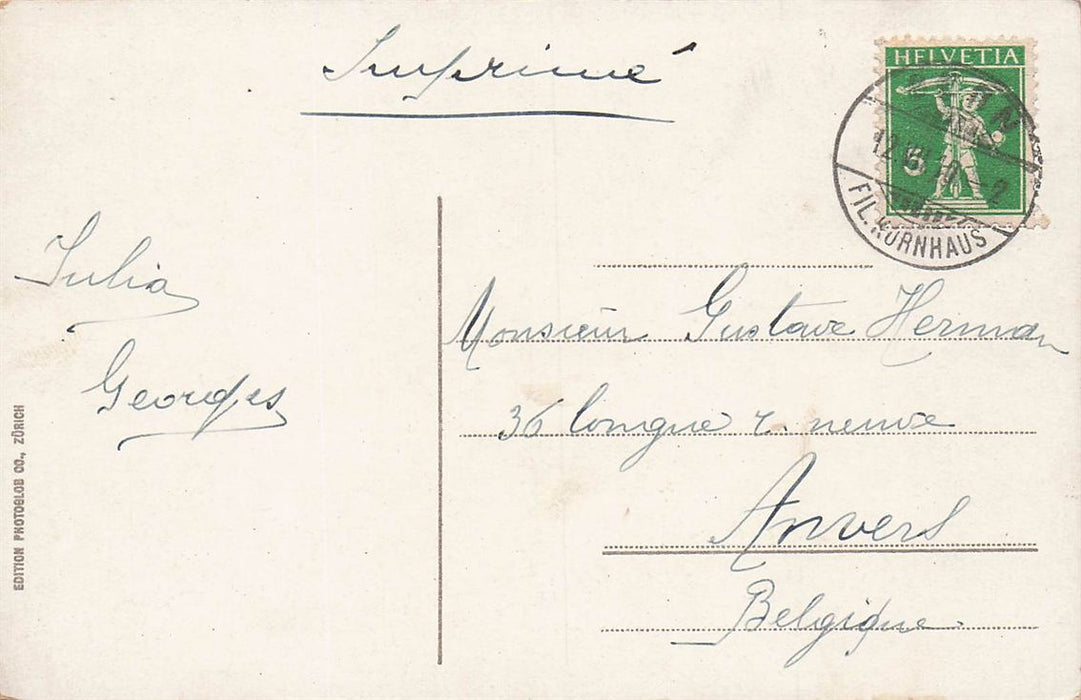 Imprimé
HELVETIA
5
BERN
FIL. KORNHAUS
Julia
Georges
Monsieur Gustave Herman
36 longue r. neuve
Anvers
Belgique
EDITION PHOTOGLOB CO., ZÜRICH